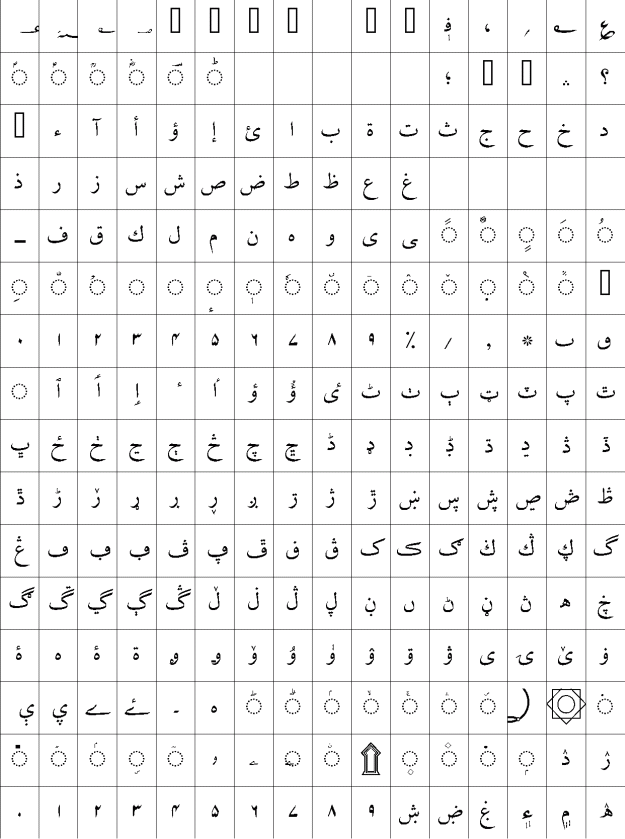 ؀ ؁ ؂ ؃ ؋ ، ؍ ؎ ؏
◌ؐ ◌ؑ ◌ؒ ◌ؓ ◌ؔ ◌ؕ ؛ ؞ ؟
ء آ أ ؤ إ ئ ا ب ة ت ث ج ح خ د
ذ ر ز س ش ص ض ط ظ ع غ
ـ ف ق ك ل م ن ه و ى ي ◌ً ◌ٌ ◌ٍ ◌َ ◌ُ
◌ِ ◌ّ ◌ْ ◌ٓ ◌ٔ ◌ٕ ◌ٖ ◌ٗ ◌٘ ◌ٙ ◌ٚ ◌ٛ ◌ٜ ◌ٝ ◌ٞ
٠ ١ ٢ ٣ ٤ ٥ ٦ ٧ ٨ ٩ ٪ ٫ ٬ ٭ ٮ ٯ
◌ٰ ٱ ٲ ٳ ٴ ٵ ٶ ٷ ٸ ٹ ٺ ٻ ټ ٽ پ ٿ
ڀ ځ ڂ ڃ ڄ څ چ ڇ ڈ ډ ڊ ڋ ڌ ڍ ڎ ڏ
ڐ ڑ ڒ ړ ڔ ڕ ږ ڗ ژ ڙ ښ ڛ ڜ ڝ ڞ ڟ
ڠ ڡ ڢ ڣ ڤ ڥ ڦ ڧ ڨ ک ڪ ګ ڬ ڭ ڮ گ
ڰ ڱ ڲ ڳ ڴ ڵ ڶ ڷ ڸ ڹ ں ڻ ڼ ڽ ھ ڿ
ۀ ہ ۂ ۃ ۄ ۅ ۆ ۇ ۈ ۉ ۊ ۋ ی ۍ ێ ۏ
ې ۑ ے ۓ ۔ ە ◌ۖ ◌ۗ ◌ۘ ◌ۙ ◌ۚ ◌ۛ ◌ۜ ۝ ۞ ◌۟
◌۠ ◌ۡ ◌ۢ ◌ۣ ◌ۤ ۥ ۦ ◌ۧ ◌ۨ ۩ ◌۪ ◌۫ ◌۬ ◌ۭ ۮ ۯ
۰ ۱ ۲ ۳ ۴ ۵ ۶ ۷ ۸ ۹ ۺ ۻ ۼ ۽ ۾ ۿ